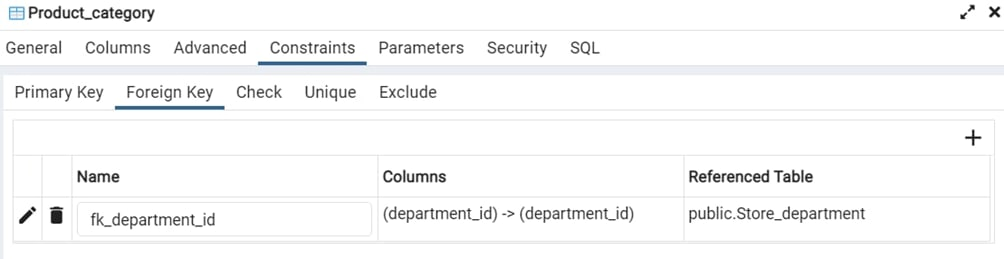 Product_category
General Columns Advanced Constraints Parameters Security SQL
Primary Key Foreign Key Check Unique Exclude
Name Columns Referenced Table
fk_department_id (department_id) -> (department_id) public.Store_department